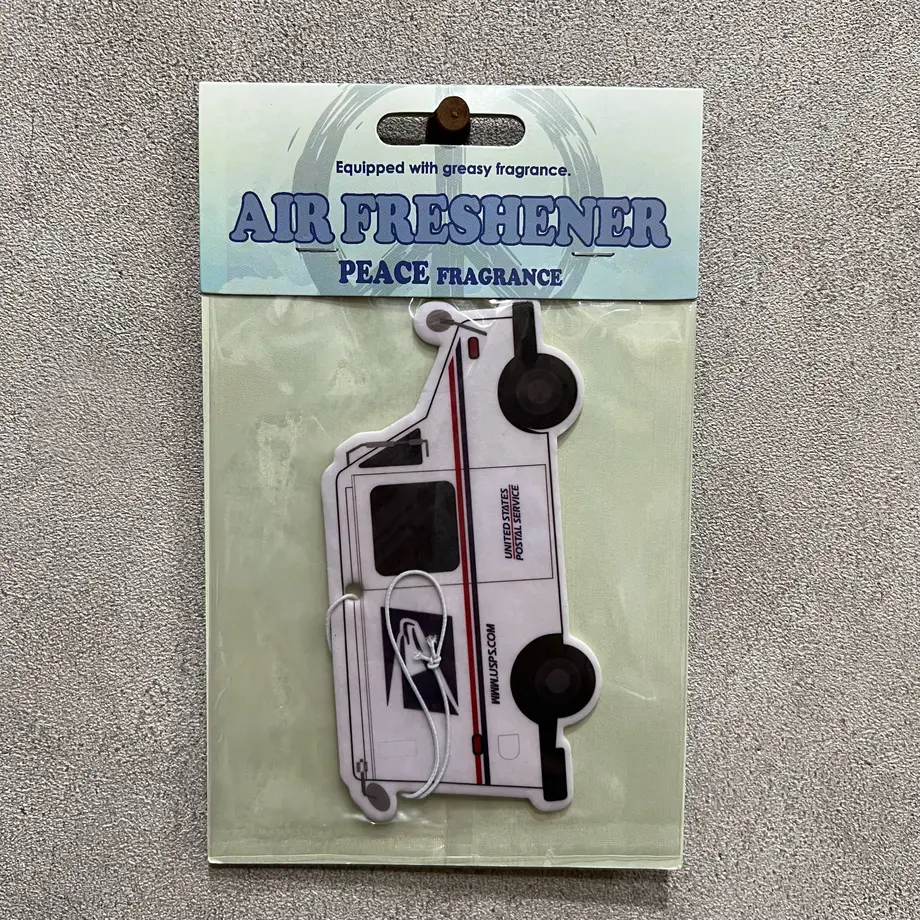 Equipped with greasy fragrance.
AIR FRESHENER
PEACE FRAGRANCE
UNITED STATES
POSTAL SERVICE
WWW.USPS.COM